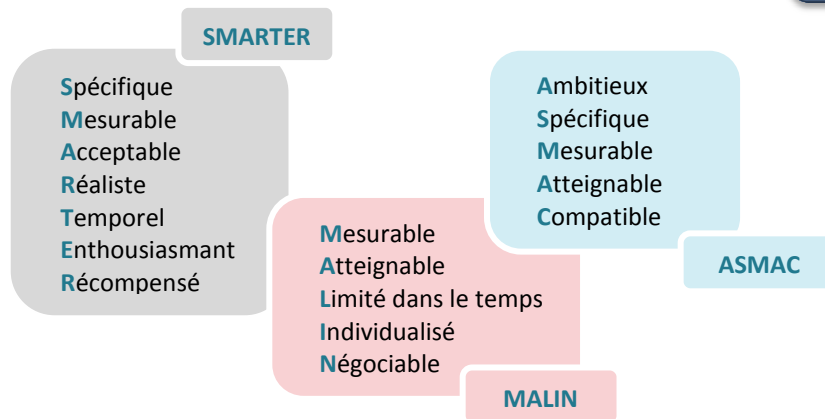 SMARTER
Spécifique
Mesurable
Acceptable
Réaliste
Temporel
Enthousiasmant
Récompensé
Mesurable
Atteignable
Limité dans le temps
Individualisé
Négociable
MALIN
Ambitieux
Spécifique
Mesurable
Atteignable
Compatible
ASMAC